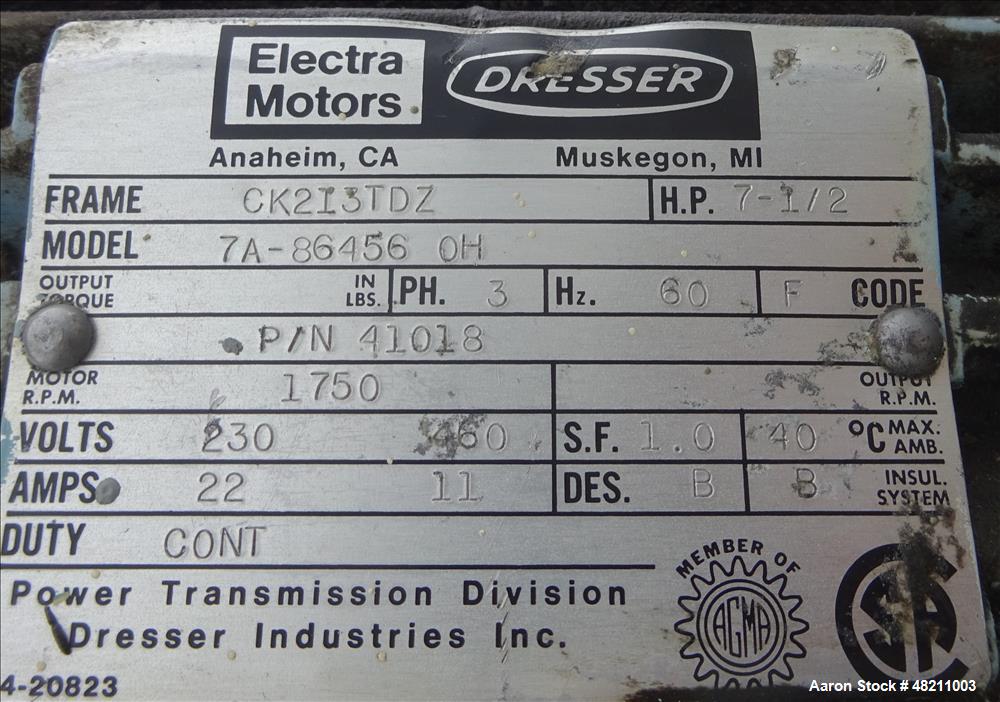 Electra Motors DRESSER
Anaheim, CA Muskegon, MI
FRAME CK213TDZ H.P. 7-1/2
MODEL 7A-86456 OH
OUTPUT TORQUE IN LBS. PH. 3 Hz. 60 F CODE
P/N 41018
MOTOR R.P.M. 1750 OUTPUT R.P.M.
VOLTS 230 460 S.F. 1.0 40 °C MAX. AMB.
AMPS 22 11 DES. B B INSUL. SYSTEM
DUTY CONT
MEMBER OF
AGMA
CSA
Power Transmission Division
Dresser Industries Inc.
4-20823
Aaron Stock # 48211003